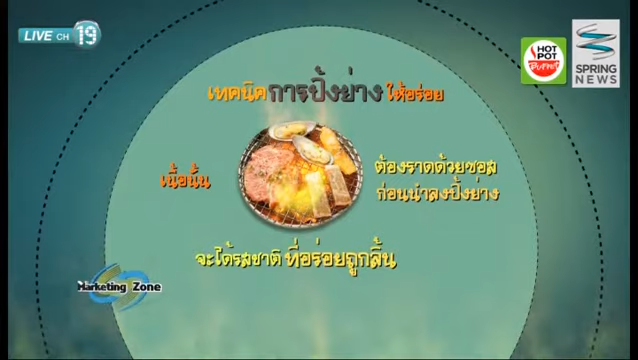 LIVE CH 19
HOT POT Buffet
SPRING NEWS
เทคนิคการปิ้งย่าง ให้อร่อย
เนื้อนั้น
ต้องราดด้วยซอส
ก่อนนำลงปิ้งย่าง
จะได้รสชาติ ที่อร่อยถูกลิ้น
Marketing Zone